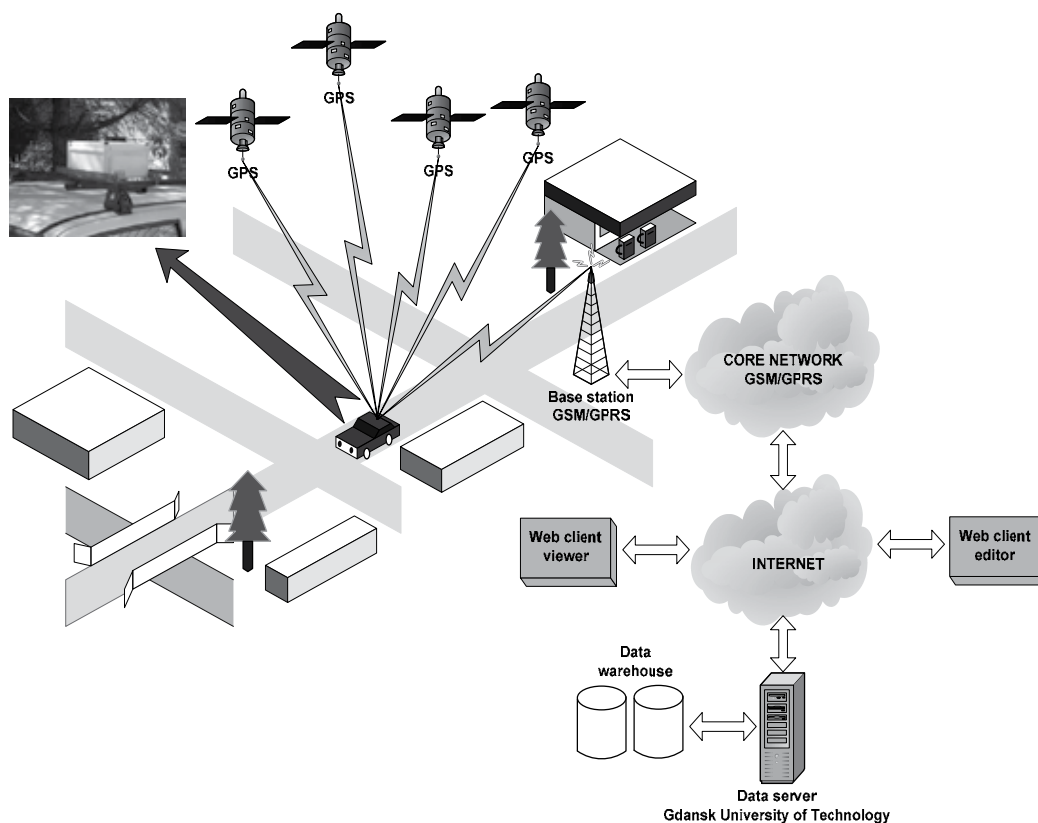 GPS
GPS
GPS
GPS
CORE NETWORK
GSM/GPRS
Base station
GSM/GPRS
Web client
viewer
INTERNET
Web client
editor
Data
warehouse
Data server
Gdansk University of Technology